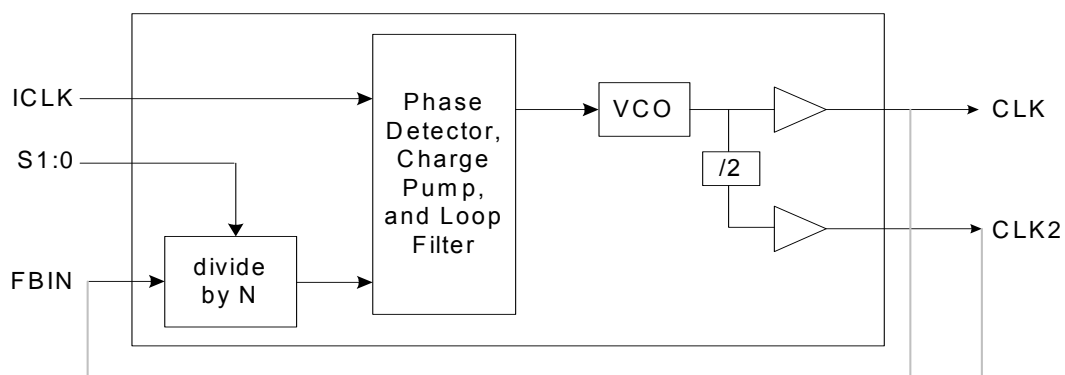 ICLK
S1:0
FBIN
divide
by N
Phase
Detector,
Charge
Pump,
and Loop
Filter
VCO
/2
CLK
CLK2